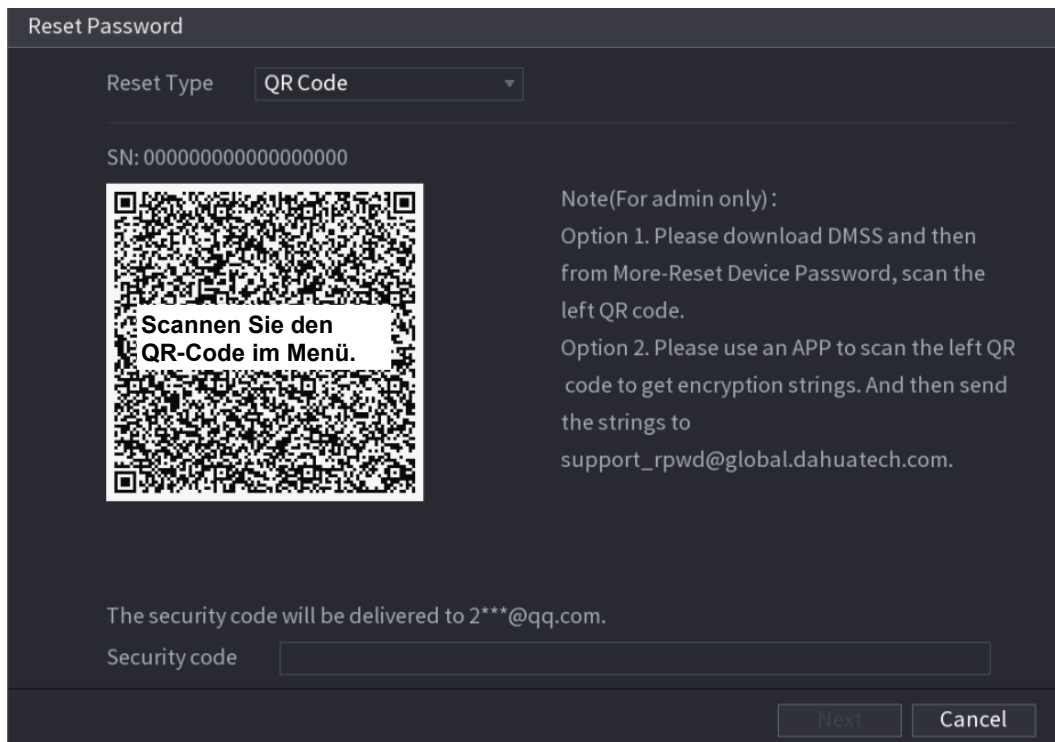 Reset Password
Reset Type QR Code
SN: 000000000000000000
Scannen Sie den
QR-Code im Menü.
Note(For admin only):
Option 1. Please download DMSS and then
from More-Reset Device Password, scan the
left QR code.
Option 2. Please use an APP to scan the left QR
code to get encryption strings. And then send
the strings to
support_rpwd@global.dahuatech.com.
The security code will be delivered to 2***@qq.com.
Security code
Next Cancel